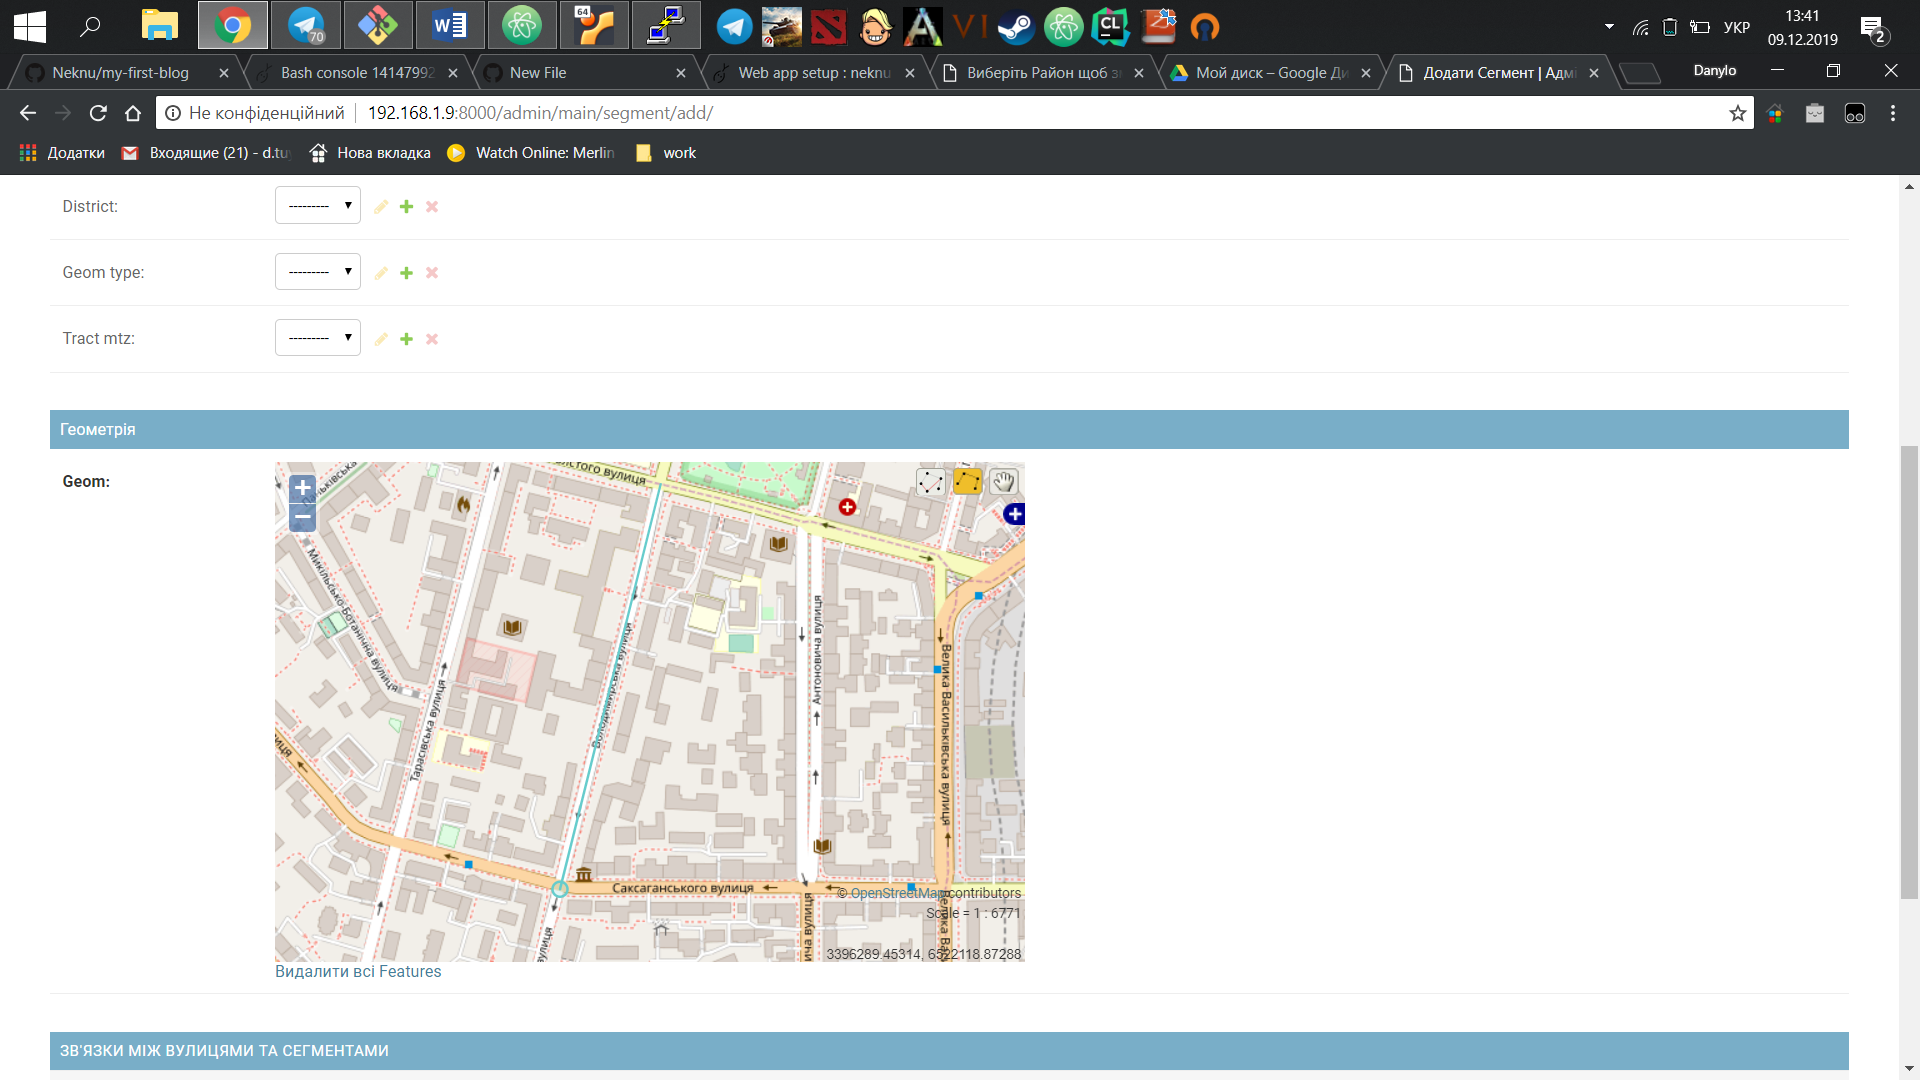 64
70
УКР
13:41
09.12.2019
2
Neknu/my-first-blog
Bash console 14147992
New File
Web app setup : neknu
Виберіть Район щоб зм
Мой диск – Google Ди
Додати Сегмент | Адмі
Danylo
Не конфіденційний
192.168.1.9:8000/admin/main/segment/add/
Додатки
Входящие (21) - d.tu
Нова вкладка
Watch Online: Merlin
work
District:
---------
Geom type:
---------
Tract mtz:
---------
Геометрія
Geom:
+
−
лстого вулиця
Микільсько-Ботанічна вулиця
Тарасівська вулиця
Володимирська вулиця
Антоновича вулиця
Велика Васильківська вулиця
Саксаганського вулиця
© OpenStreetMap contributors
Scale = 1 : 6771
3396289.45314, 6522118.87288
Видалити всі Features
ЗВ'ЯЗКИ МІЖ ВУЛИЦЯМИ ТА СЕГМЕНТАМИ